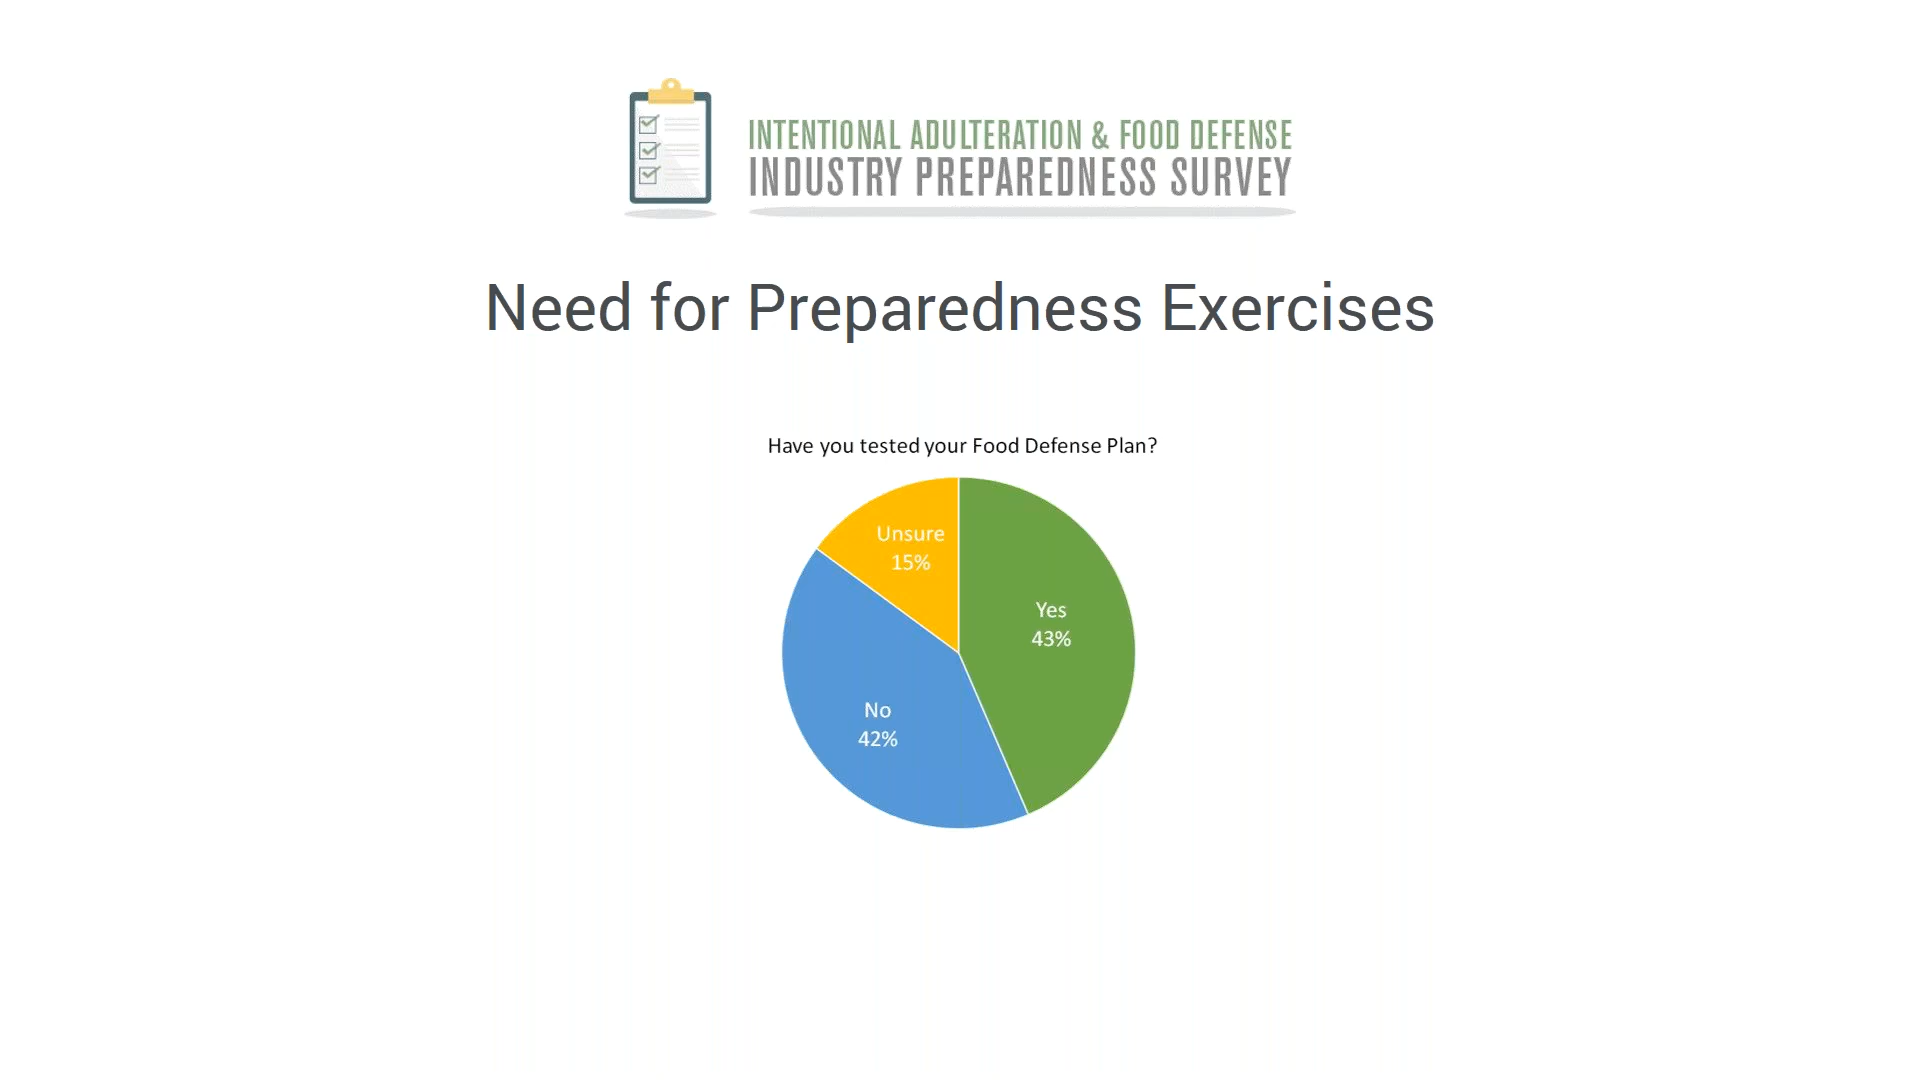 INTENTIONAL ADULTERATION & FOOD DEFENSE
INDUSTRY PREPAREDNESS SURVEY
Need for Preparedness Exercises
Have you tested your Food Defense Plan?
Unsure
15%
Yes
43%
No
42%